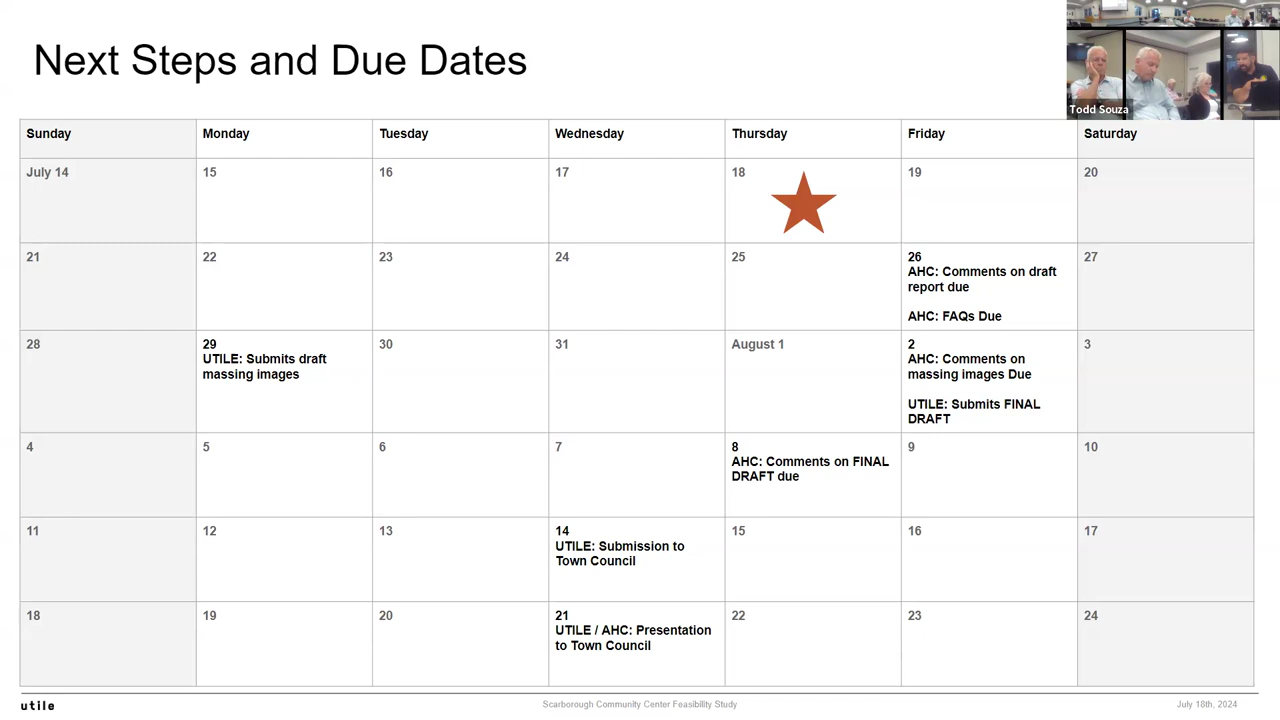 Next Steps and Due Dates
Todd Souza
Sunday
Monday
Tuesday
Wednesday
Thursday
Friday
Saturday
July 14
15
16
17
18
19
20
21
22
23
24
25
26
AHC: Comments on draft
report due
AHC: FAQs Due
27
28
29
UTILE: Submits draft
massing images
30
31
August 1
2
AHC: Comments on
massing images Due
UTILE: Submits FINAL
DRAFT
3
4
5
6
7
8
AHC: Comments on FINAL
DRAFT due
9
10
11
12
13
14
UTILE: Submission to
Town Council
15
16
17
18
19
20
21
UTILE / AHC: Presentation
to Town Council
22
23
24
utile
Scarborough Community Center Feasibility Study
July 18th, 2024